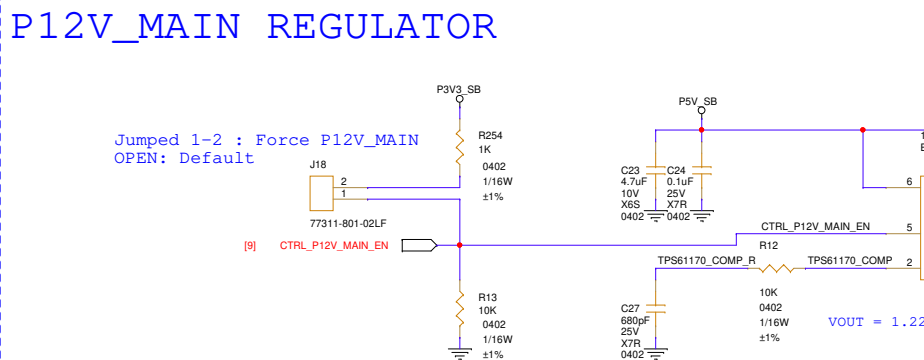 P12V_MAIN REGULATOR
P3V3_SB
P5V_SB
Jumped 1-2 : Force P12V_MAIN
OPEN: Default
R254
1K
0402
1/16W
±1%
J18
2
1
77311-801-02LF
C23
4.7uF
10V
X6S
0402
C24
0.1uF
25V
X7R
0402
6
[9]
CTRL_P12V_MAIN_EN
CTRL_P12V_MAIN_EN
5
R12
TPS61170_COMP_R
TPS61170_COMP
2
10K
0402
1/16W
±1%
R13
10K
0402
1/16W
±1%
C27
680pF
25V
X7R
0402
VOUT = 1.22